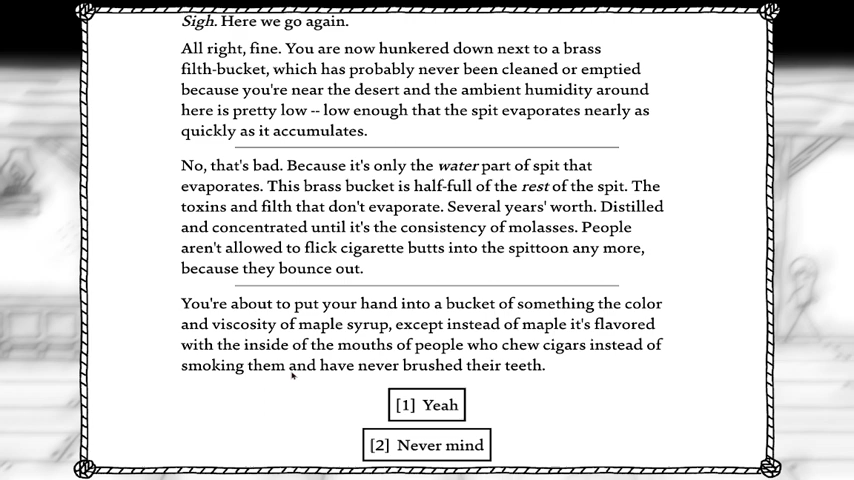 Sigh. Here we go again.
All right, fine. You are now hunkered down next to a brass
filth-bucket, which has probably never been cleaned or emptied
because you're near the desert and the ambient humidity around
here is pretty low -- low enough that the spit evaporates nearly as
quickly as it accumulates.
No, that's bad. Because it's only the water part of spit that
evaporates. This brass bucket is half-full of the rest of the spit. The
toxins and filth that don't evaporate. Several years' worth. Distilled
and concentrated until it's the consistency of molasses. People
aren't allowed to flick cigarette butts into the spittoon any more,
because they bounce out.
You're about to put your hand into a bucket of something the color
and viscosity of maple syrup, except instead of maple it's flavored
with the inside of the mouths of people who chew cigars instead of
smoking them and have never brushed their teeth.
[1] Yeah
[2] Never mind